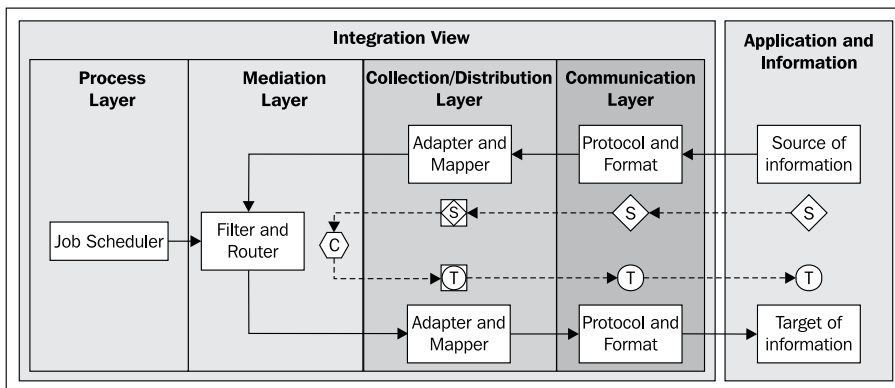 Integration View
Application and
Information
Process
Layer
Mediation
Layer
Collection/Distribution
Layer
Communication
Layer
Adapter and
Mapper
Protocol and
Format
Source of
information
S
S
S
Job Scheduler
Filter and
Router
C
T
T
T
Adapter and
Mapper
Protocol and
Format
Target of
information